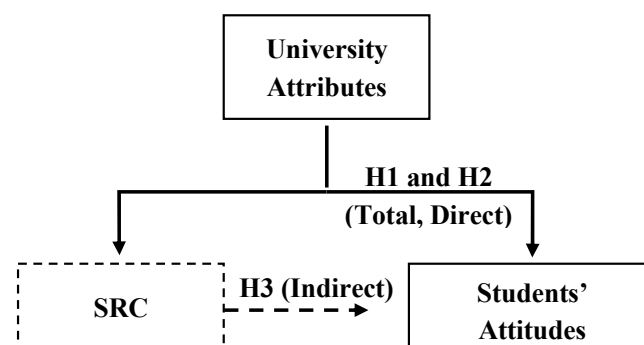 University
Attributes
H1 and H2
(Total, Direct)
H3 (Indirect)
SRC
Students’
Attitudes